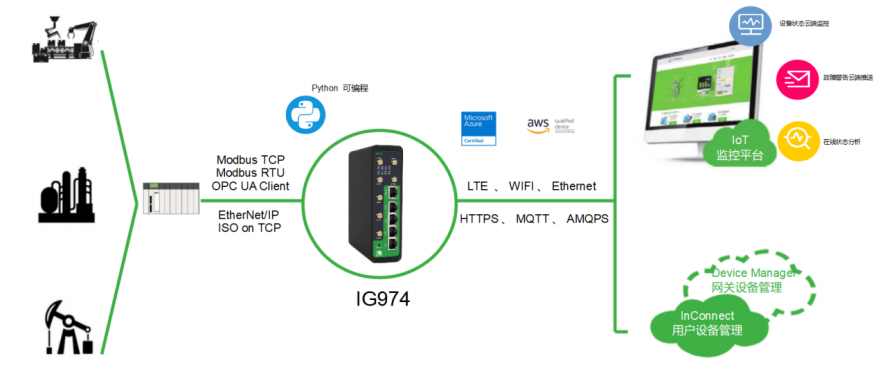 设备状态云端监控
Python 可编程
故障警告云端推送
Microsoft
Azure
Certified
aws
qualified
device
Modbus TCP
Modbus RTU
OPC UA Client
EtherNet/IP
ISO on TCP
LTE 、 WIFI 、 Ethernet
HTTPS 、 MQTT 、 AMQPS
IoT
监控平台
在线状态分析
IG974
Device Manager
网关设备管理
InConnect
用户设备管理